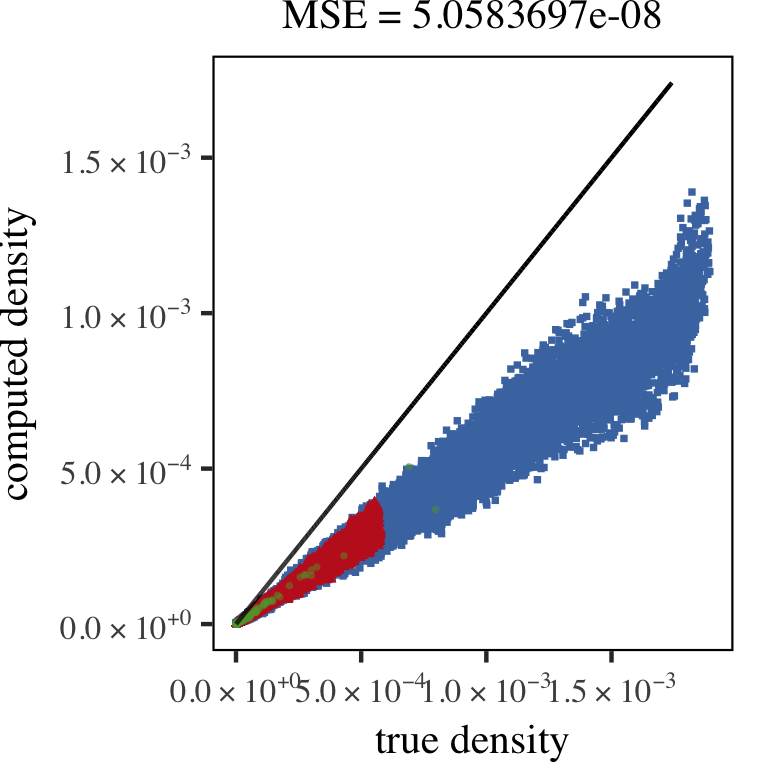 MSE = 5.0583697e-08
computed density
1.5 × 10⁻³
1.0 × 10⁻³
5.0 × 10⁻⁴
0.0 × 10⁺⁰
0.0 × 10⁺⁰ 5.0 × 10⁻⁴ 1.0 × 10⁻³ 1.5 × 10⁻³
true density